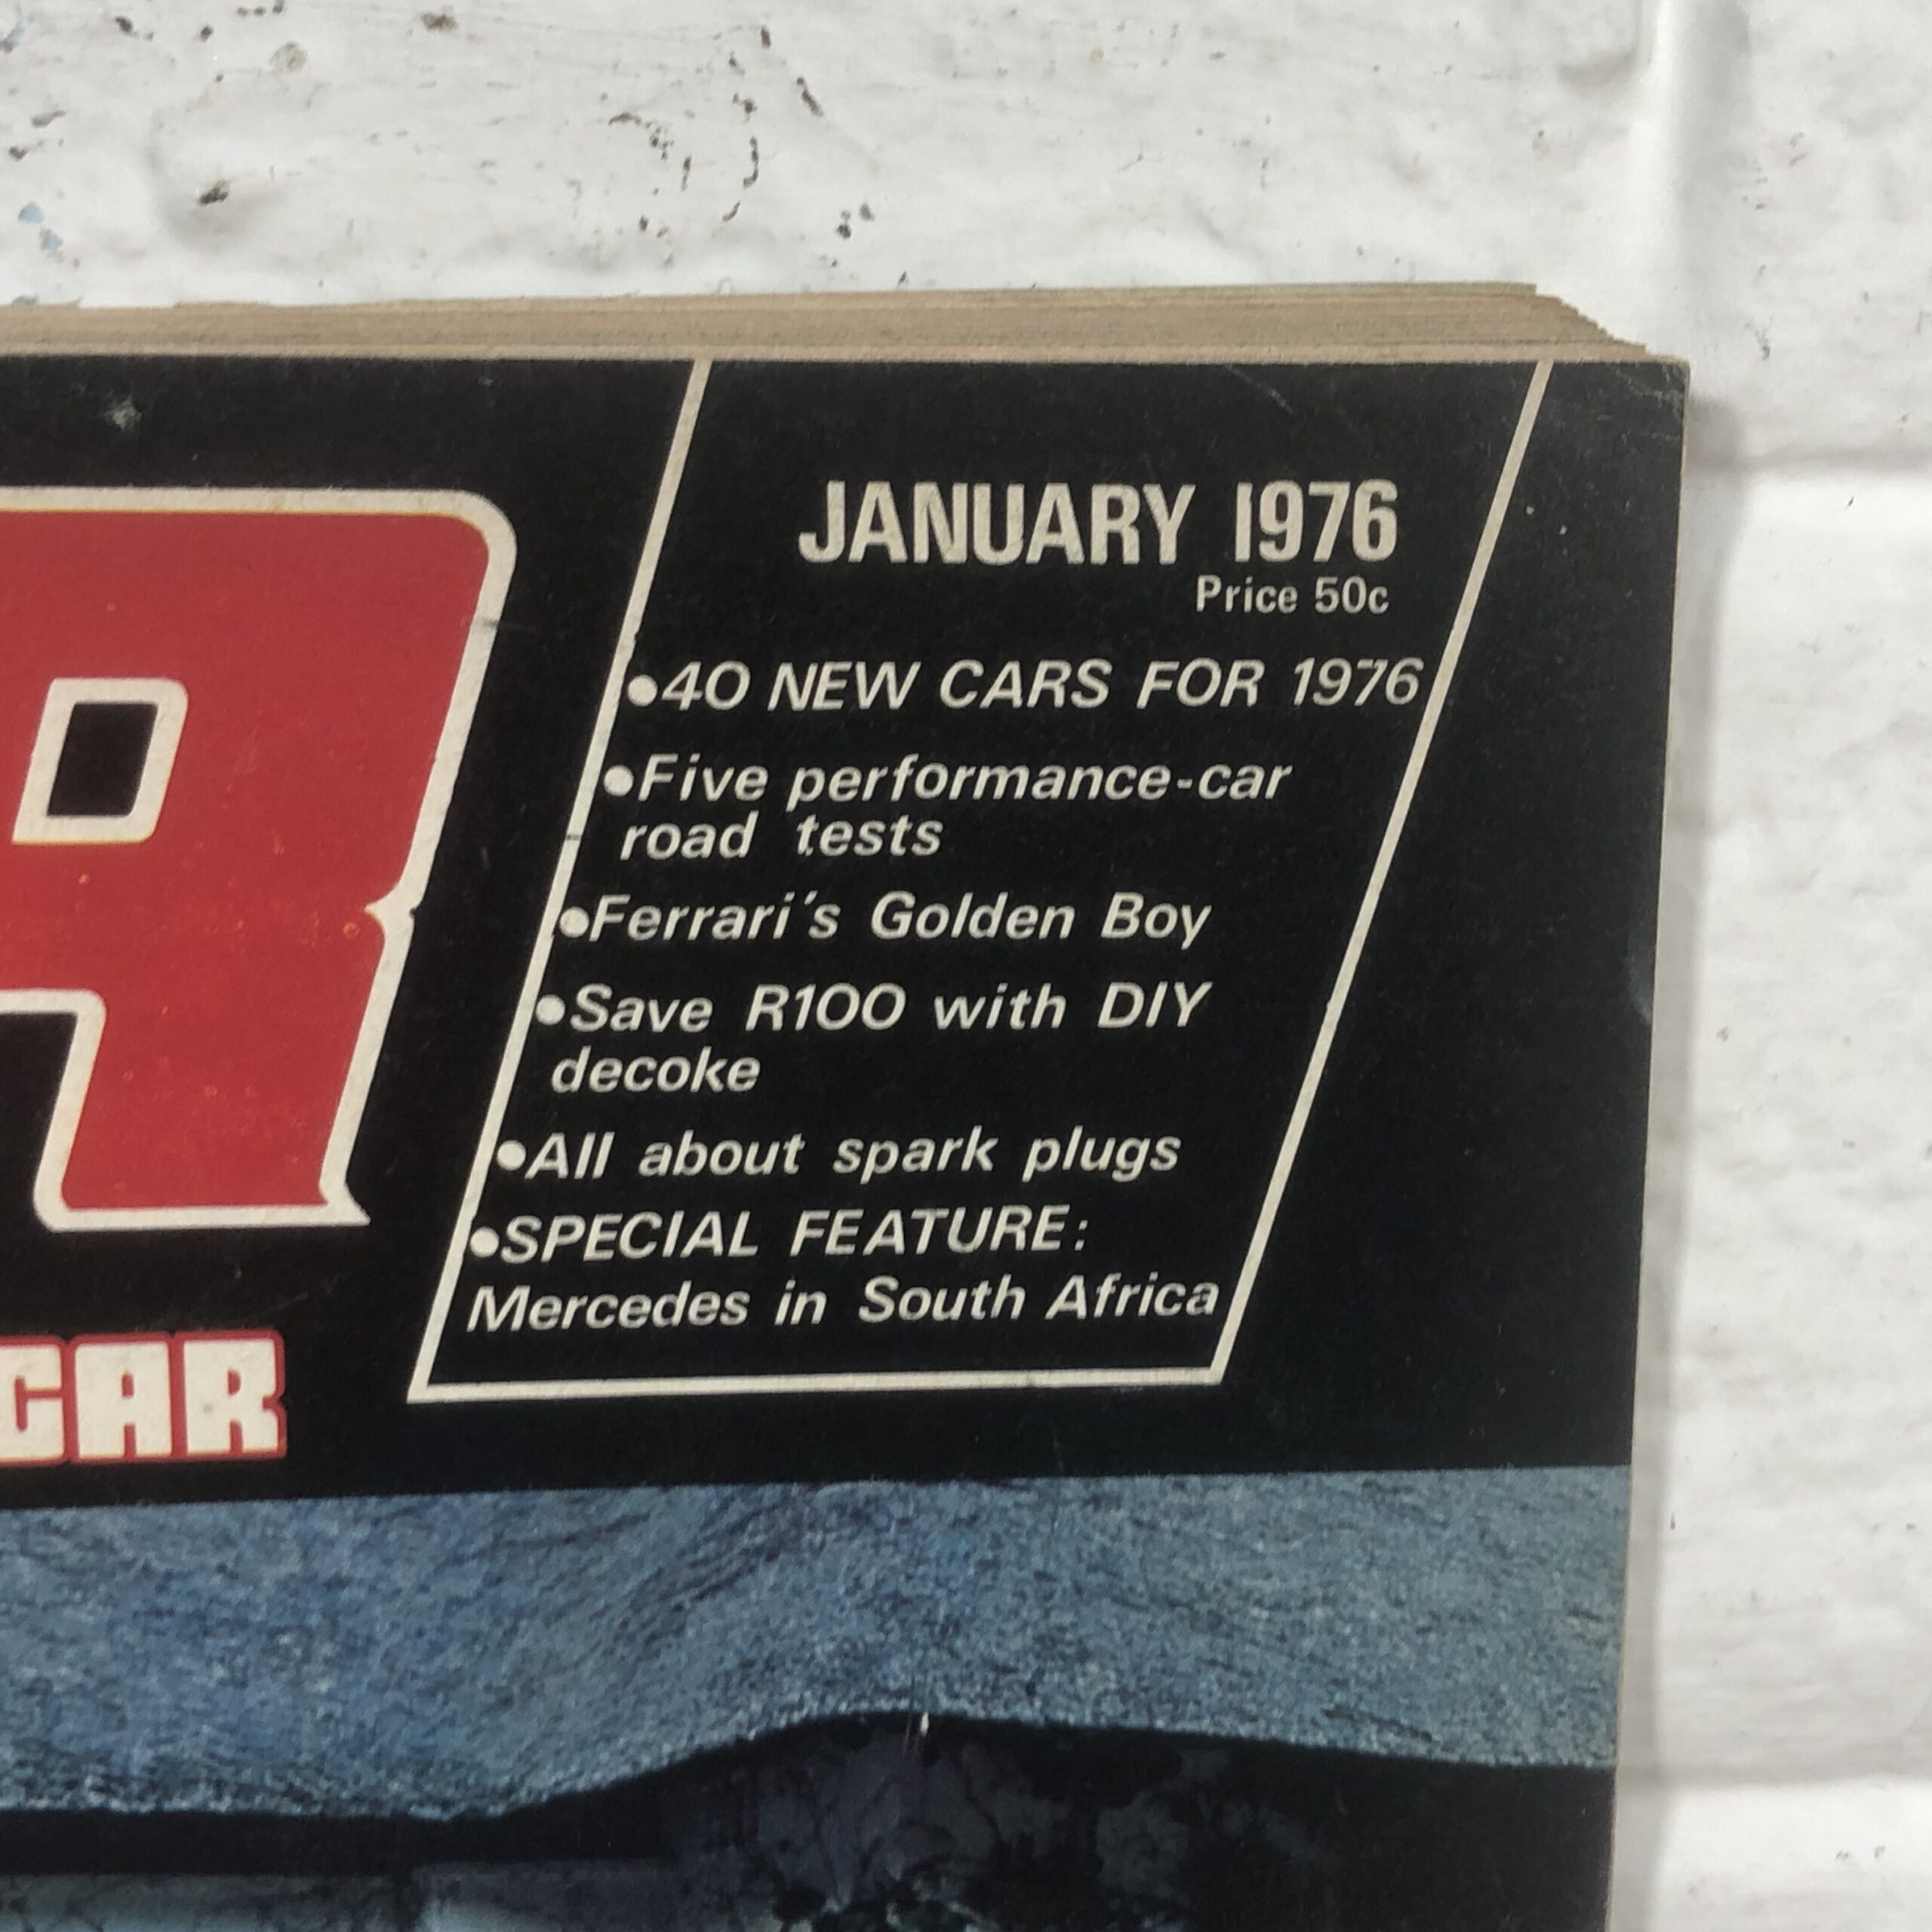 R
JANUARY 1976
Price 50c
•40 NEW CARS FOR 1976
•Five performance-car
road tests
•Ferrari's Golden Boy
•Save R100 with DIY
decoke
•All about spark plugs
•SPECIAL FEATURE:
Mercedes in South Africa
CAR